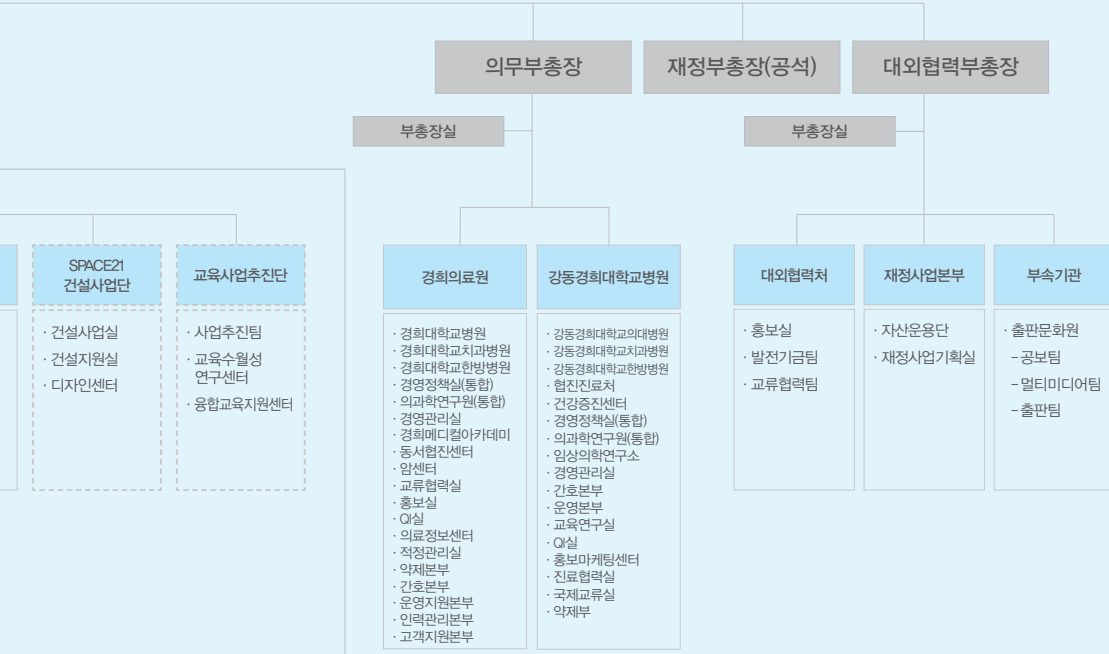 의무부총장
재정부총장(공석)
대외협력부총장
부총장실
부총장실
SPACE21
건설사업단
· 건설사업실
· 건설지원실
· 디자인센터
교육사업추진단
· 사업추진팀
· 교육수월성
연구센터
· 융합교육지원센터
경희의료원
· 경희대학교병원
· 경희대학교치과병원
· 경희대학교한방병원
· 경영정책실(통합)
· 의과학연구원(통합)
· 경영관리실
· 경희메디컬아카데미
· 동서협진센터
· 암센터
· 교류협력실
· 홍보실
· QI실
· 의료정보센터
· 적정관리실
· 약제본부
· 간호본부
· 운영지원본부
· 인력관리본부
· 고객지원본부
강동경희대학교병원
· 강동경희대학교의대병원
· 강동경희대학교치과병원
· 강동경희대학교한방병원
· 협진진료처
· 건강증진센터
· 경영정책실(통합)
· 의과학연구원(통합)
· 임상의학연구소
· 경영관리실
· 간호본부
· 운영본부
· 교육연구실
· QI실
· 홍보마케팅센터
· 진료협력실
· 국제교류실
· 약제부
대외협력처
· 홍보실
· 발전기금팀
· 교류협력팀
재정사업본부
· 자산운용단
· 재정사업기획실
부속기관
· 출판문화원
- 공보팀
- 멀티미디어팀
- 출판팀